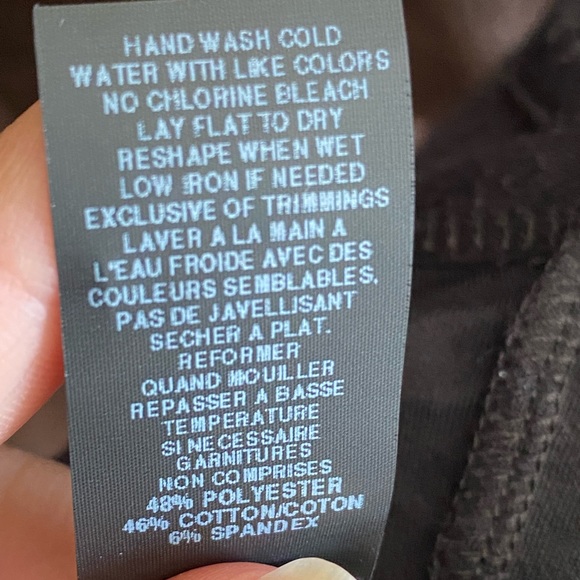 HAND WASH COLD
WATER WITH LIKE COLORS
NO CHLORINE BLEACH
LAY FLAT TO DRY
RESHAPE WHEN WET
LOW IRON IF NEEDED
EXCLUSIVE OF TRIMMINGS
LAVER A LA MAIN A
L'EAU FROIDE AVEC DES
COULEURS SEMBLABLES.
PAS DE JAVELLISANT
SECHER A PLAT.
REFORMER
QUAND MOUILLER
REPASSER A BASSE
TEMPERATURE
SI NECESSAIRE
GARNITURES
NON COMPRISES
48% POLYESTER
46% COTTON/COTON
6% SPANDEX